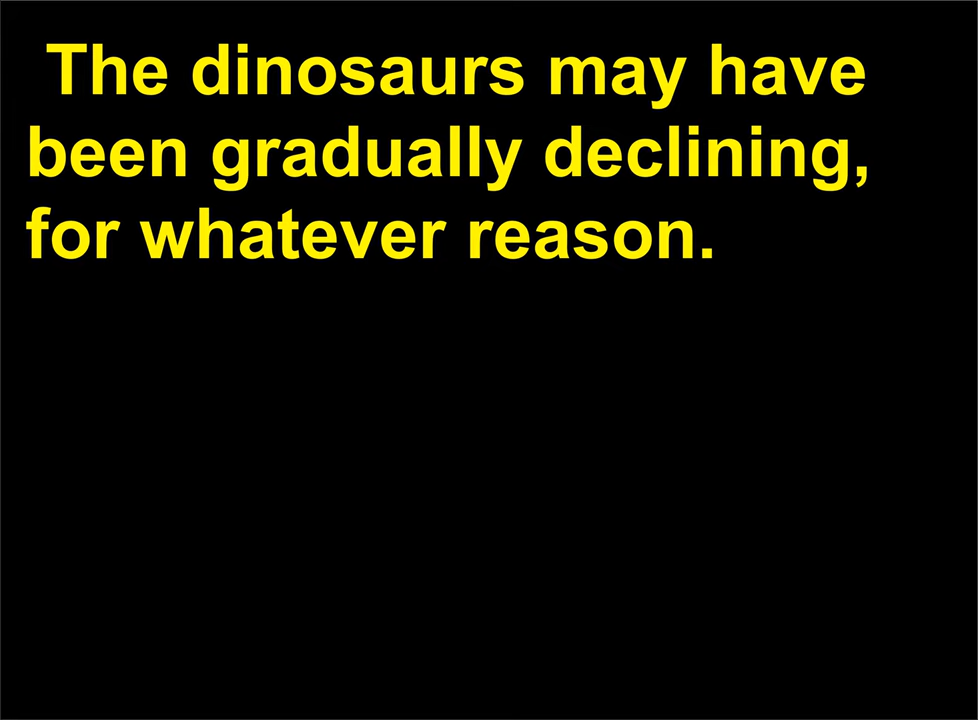 The dinosaurs may have
been gradually declining,
for whatever reason.